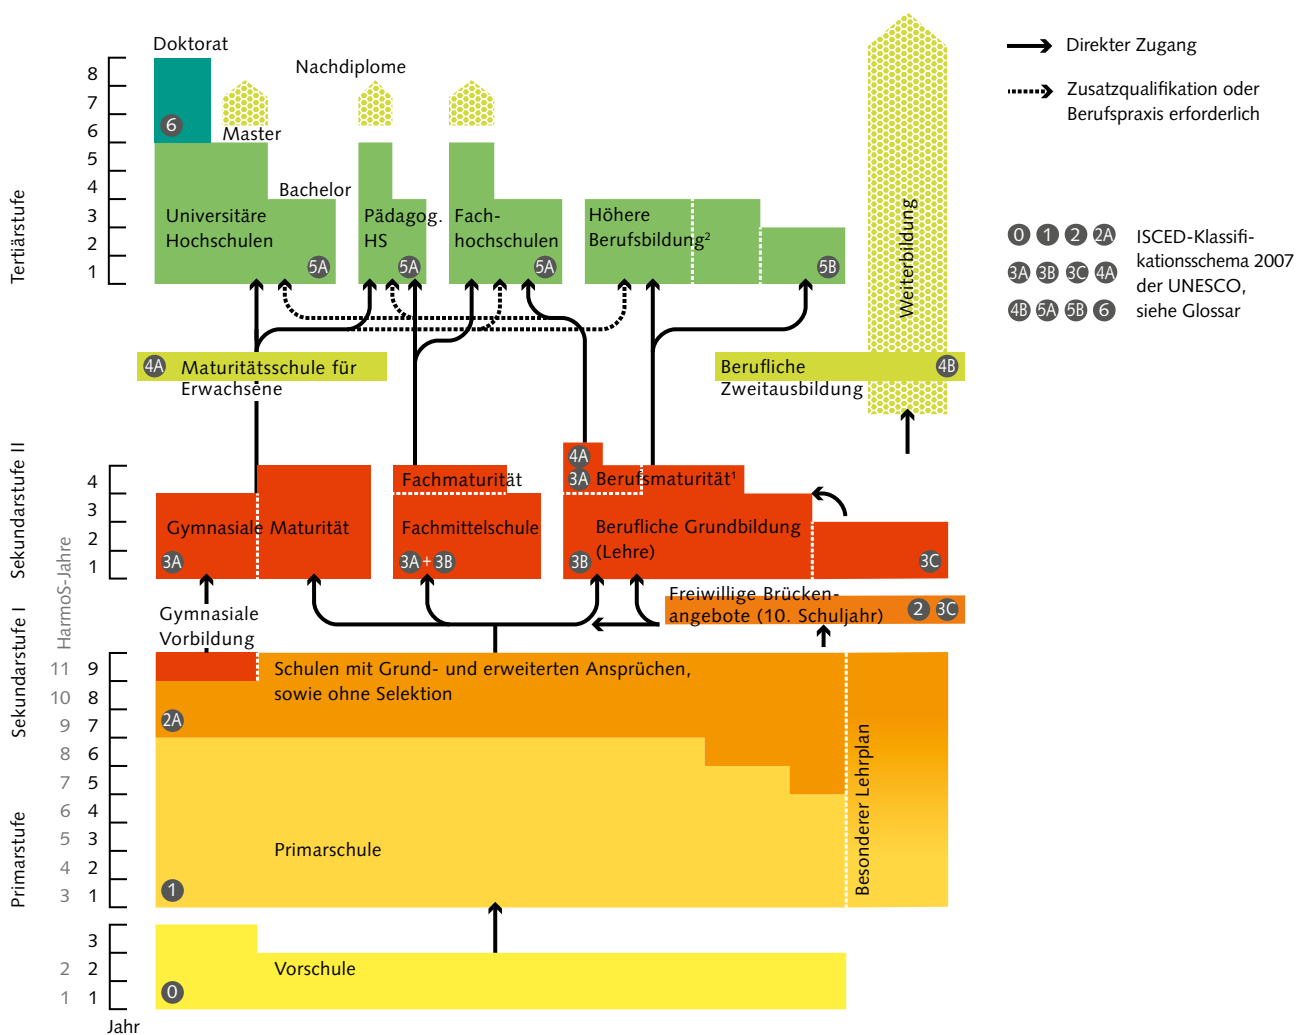 Doktorat
Nachdiplome
Master
Bachelor
Direkter Zugang
Zusatzqualifikation oder
Berufspraxis erforderlich
Tertiärstufe
8
7
6
5
4
3
2
1
6
Universitäre
Hochschulen
5A
Pädagog.
HS
5A
Fach-
hochschulen
5A
Höhere
Berufsbildung²
5B
Weiterbildung
0 1 2 2A
3A 3B 3C 4A
4B 5A 5B 6
ISCED-Klassifi-
kationsschema 2007
der UNESCO,
siehe Glossar
4A Maturitätsschule für
Erwachsene
Berufliche
Zweitausbildung
4B
Sekundarstufe II
4
3
2
1
Gymnasiale Maturität
3A
Fachmaturität
Fachmittelschule
3A + 3B
4A
3A Berufsmaturität¹
Berufliche Grundbildung
(Lehre)
3B
3C
Gymnasiale
Vorbildung
Freiwillige Brücken-
angebote (10. Schuljahr)
2 3C
HarmoS-Jahre
Sekundarstufe I
11 9
10 8
9 7
8 6
7 5
6 4
5 3
4 2
3 1
Schulen mit Grund- und erweiterten Ansprüchen,
sowie ohne Selektion
2A
Besonderer Lehrplan
Primarstufe
Primarschule
1
3
2 2
1 1
Vorschule
0
Jahr